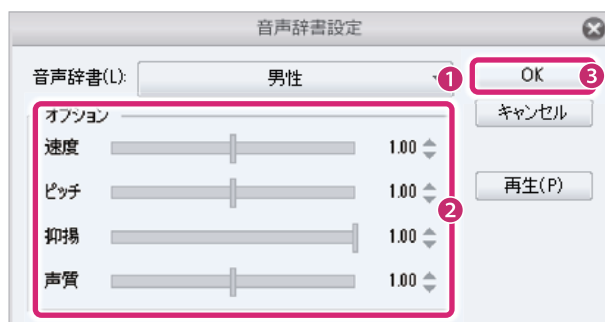 音声辞書設定
音声辞書(L): 男性 1 OK 3
オプション キャンセル
速度 1.00
ピッチ 1.00 2 再生(P)
抑揚 1.00
声質 1.00